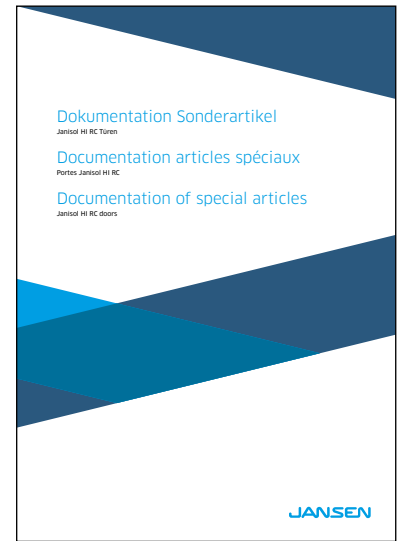 Dokumentation Sonderartikel
Janisol HI RC Türen
Documentation articles spéciaux
Portes Janisol HI RC
Documentation of special articles
Janisol HI RC doors
JANSEN